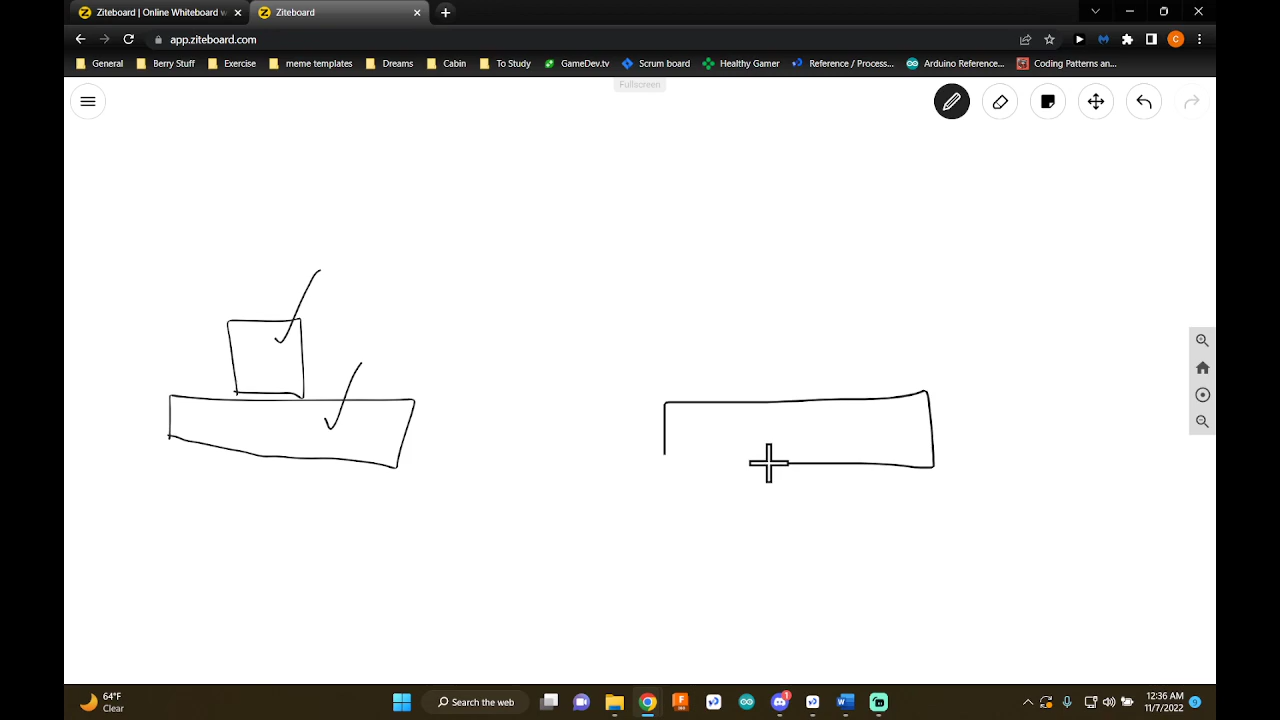 Ziteboard | Online Whiteboard w
Ziteboard
app.ziteboard.com
General Berry Stuff Exercise meme templates Dreams Cabin To Study GameDev.tv Scrum board Healthy Gamer Reference / Process... Arduino Reference... Coding Patterns an...
Fullscreen
64°F
Clear
Search the web
12:36 AM
11/7/2022